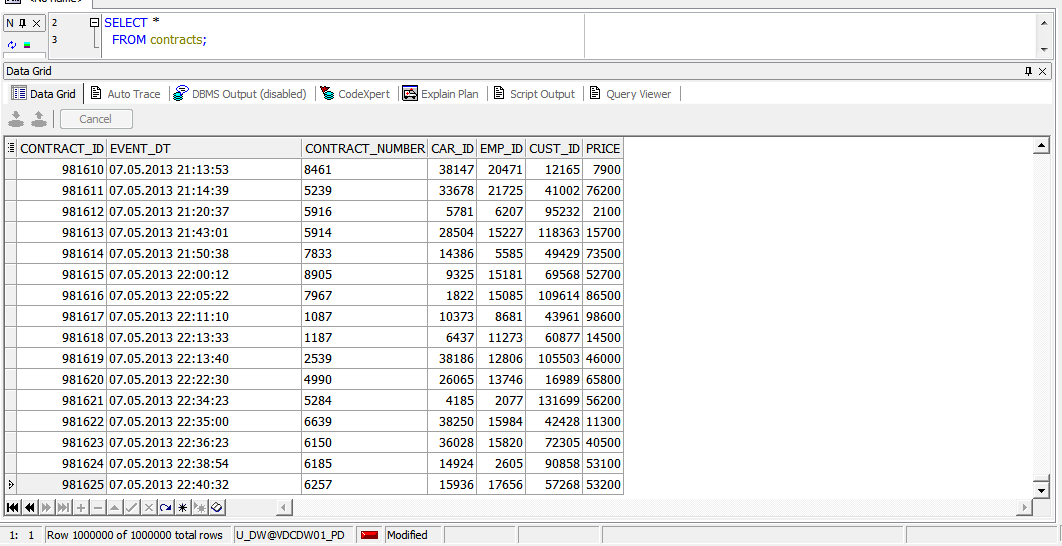 <No name>
N
2 SELECT *
3 FROM contracts;
Data Grid
Data Grid Auto Trace DBMS Output (disabled) CodeXpert Explain Plan Script Output Query Viewer
Cancel
CONTRACT_ID EVENT_DT CONTRACT_NUMBER CAR_ID EMP_ID CUST_ID PRICE
981610 07.05.2013 21:13:53 8461 38147 20471 12165 7900
981611 07.05.2013 21:14:39 5239 33678 21725 41002 76200
981612 07.05.2013 21:20:37 5916 5781 6207 95232 2100
981613 07.05.2013 21:43:01 5914 28504 15227 118363 15700
981614 07.05.2013 21:50:38 7833 14386 5585 49429 73500
981615 07.05.2013 22:00:12 8905 9325 15181 69568 52700
981616 07.05.2013 22:05:22 7967 1822 15085 109614 86500
981617 07.05.2013 22:11:10 1087 10373 8681 43961 98600
981618 07.05.2013 22:13:33 1187 6437 11273 60877 14500
981619 07.05.2013 22:13:40 2539 38186 12806 105503 46000
981620 07.05.2013 22:22:30 4990 26065 13746 16989 65800
981621 07.05.2013 22:34:23 5284 4185 2077 131699 56200
981622 07.05.2013 22:35:00 6639 38250 15984 42428 11300
981623 07.05.2013 22:36:23 6150 36028 15820 72305 40500
981624 07.05.2013 22:38:54 6185 14924 2605 90858 53100
981625 07.05.2013 22:40:32 6257 15936 17656 57268 53200
1: 1 Row 1000000 of 1000000 total rows U_DW@VDCDW01_PD Modified